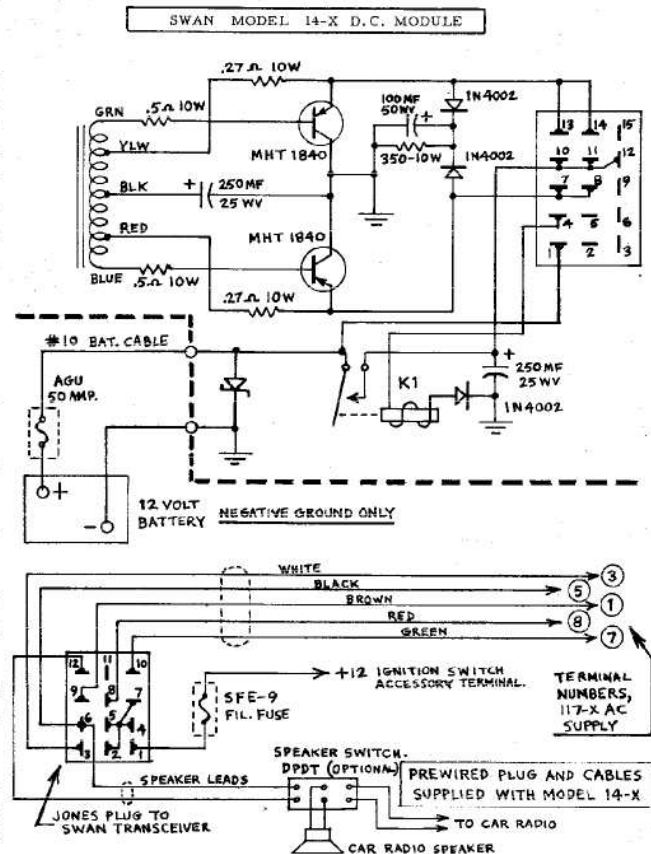 SWAN MODEL 14-X D.C. MODULE
.27Ω 10W
GRN
.5Ω 10W
YLW
MHT 1840
BLK
+
250MF
25 WV
RED
MHT 1840
BLUE
.5Ω 10W
.27Ω 10W
100MF +
50WV
350-10W
1N4002
1N4002
13 14 15
10 11 12
7 8 9
4 5 6
1 2 3
#10 BAT. CABLE
AGU
50 AMP.
K1
+
250MF
25WV
1N4002
+
-
12 VOLT
BATTERY
NEGATIVE GROUND ONLY
WHITE
3
BLACK
5
BROWN
1
RED
8
GREEN
7
12 11 10
9 8 7
6 5 4
3 2 1
SFE-9
FIL. FUSE
+12 IGNITION SWITCH
ACCESSORY TERMINAL.
TERMINAL
NUMBERS,
117-X AC
SUPPLY
SPEAKER SWITCH.
DPDT (OPTIONAL)
SPEAKER LEADS
PREWIRED PLUG AND CABLES
SUPPLIED WITH MODEL 14-X
JONES PLUG TO
SWAN TRANSCEIVER
TO CAR RADIO
CAR RADIO SPEAKER